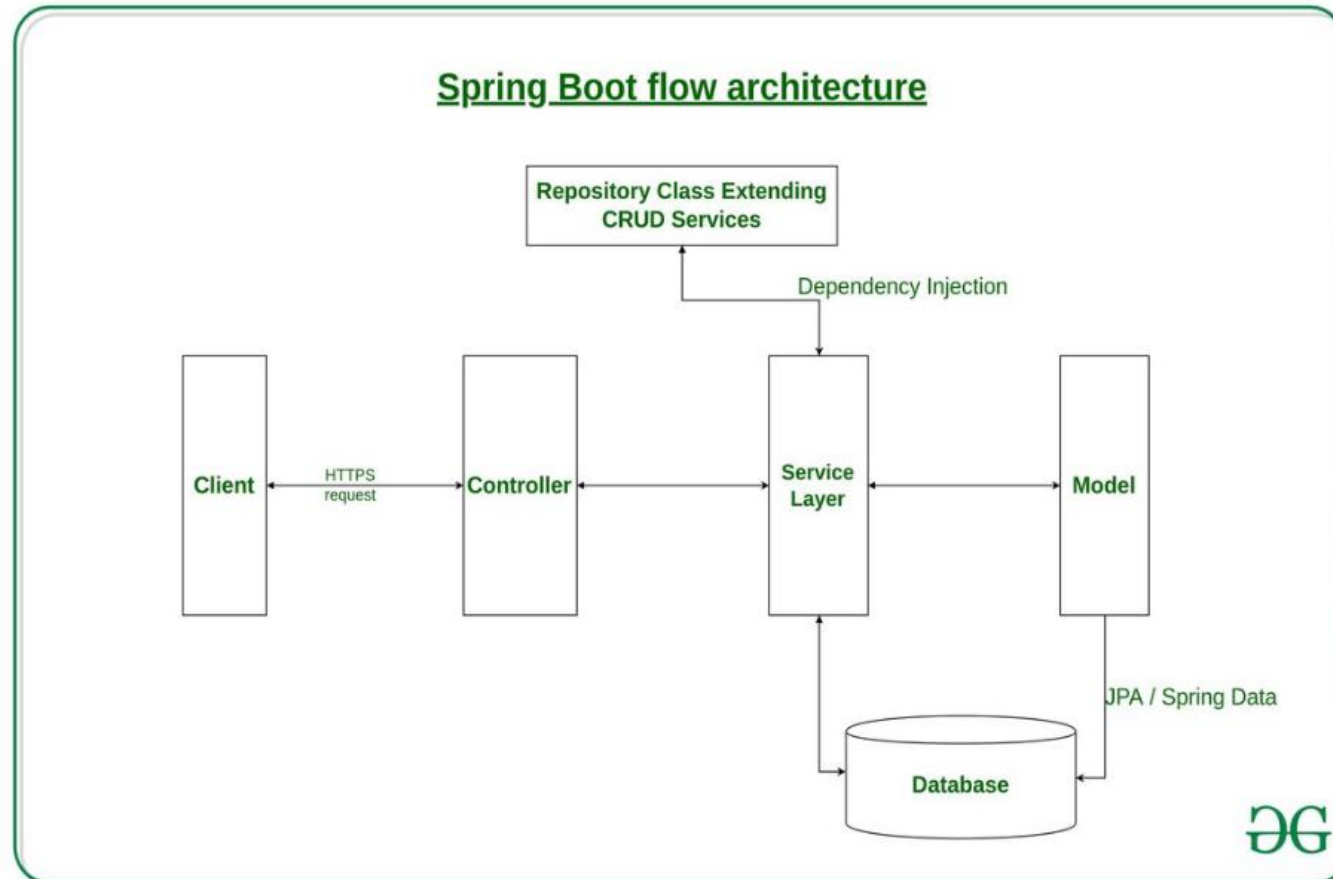 Spring Boot flow architecture
Repository Class Extending
CRUD Services
Dependency Injection
Client
HTTPS
request
Controller
Service
Layer
Model
JPA / Spring Data
Database